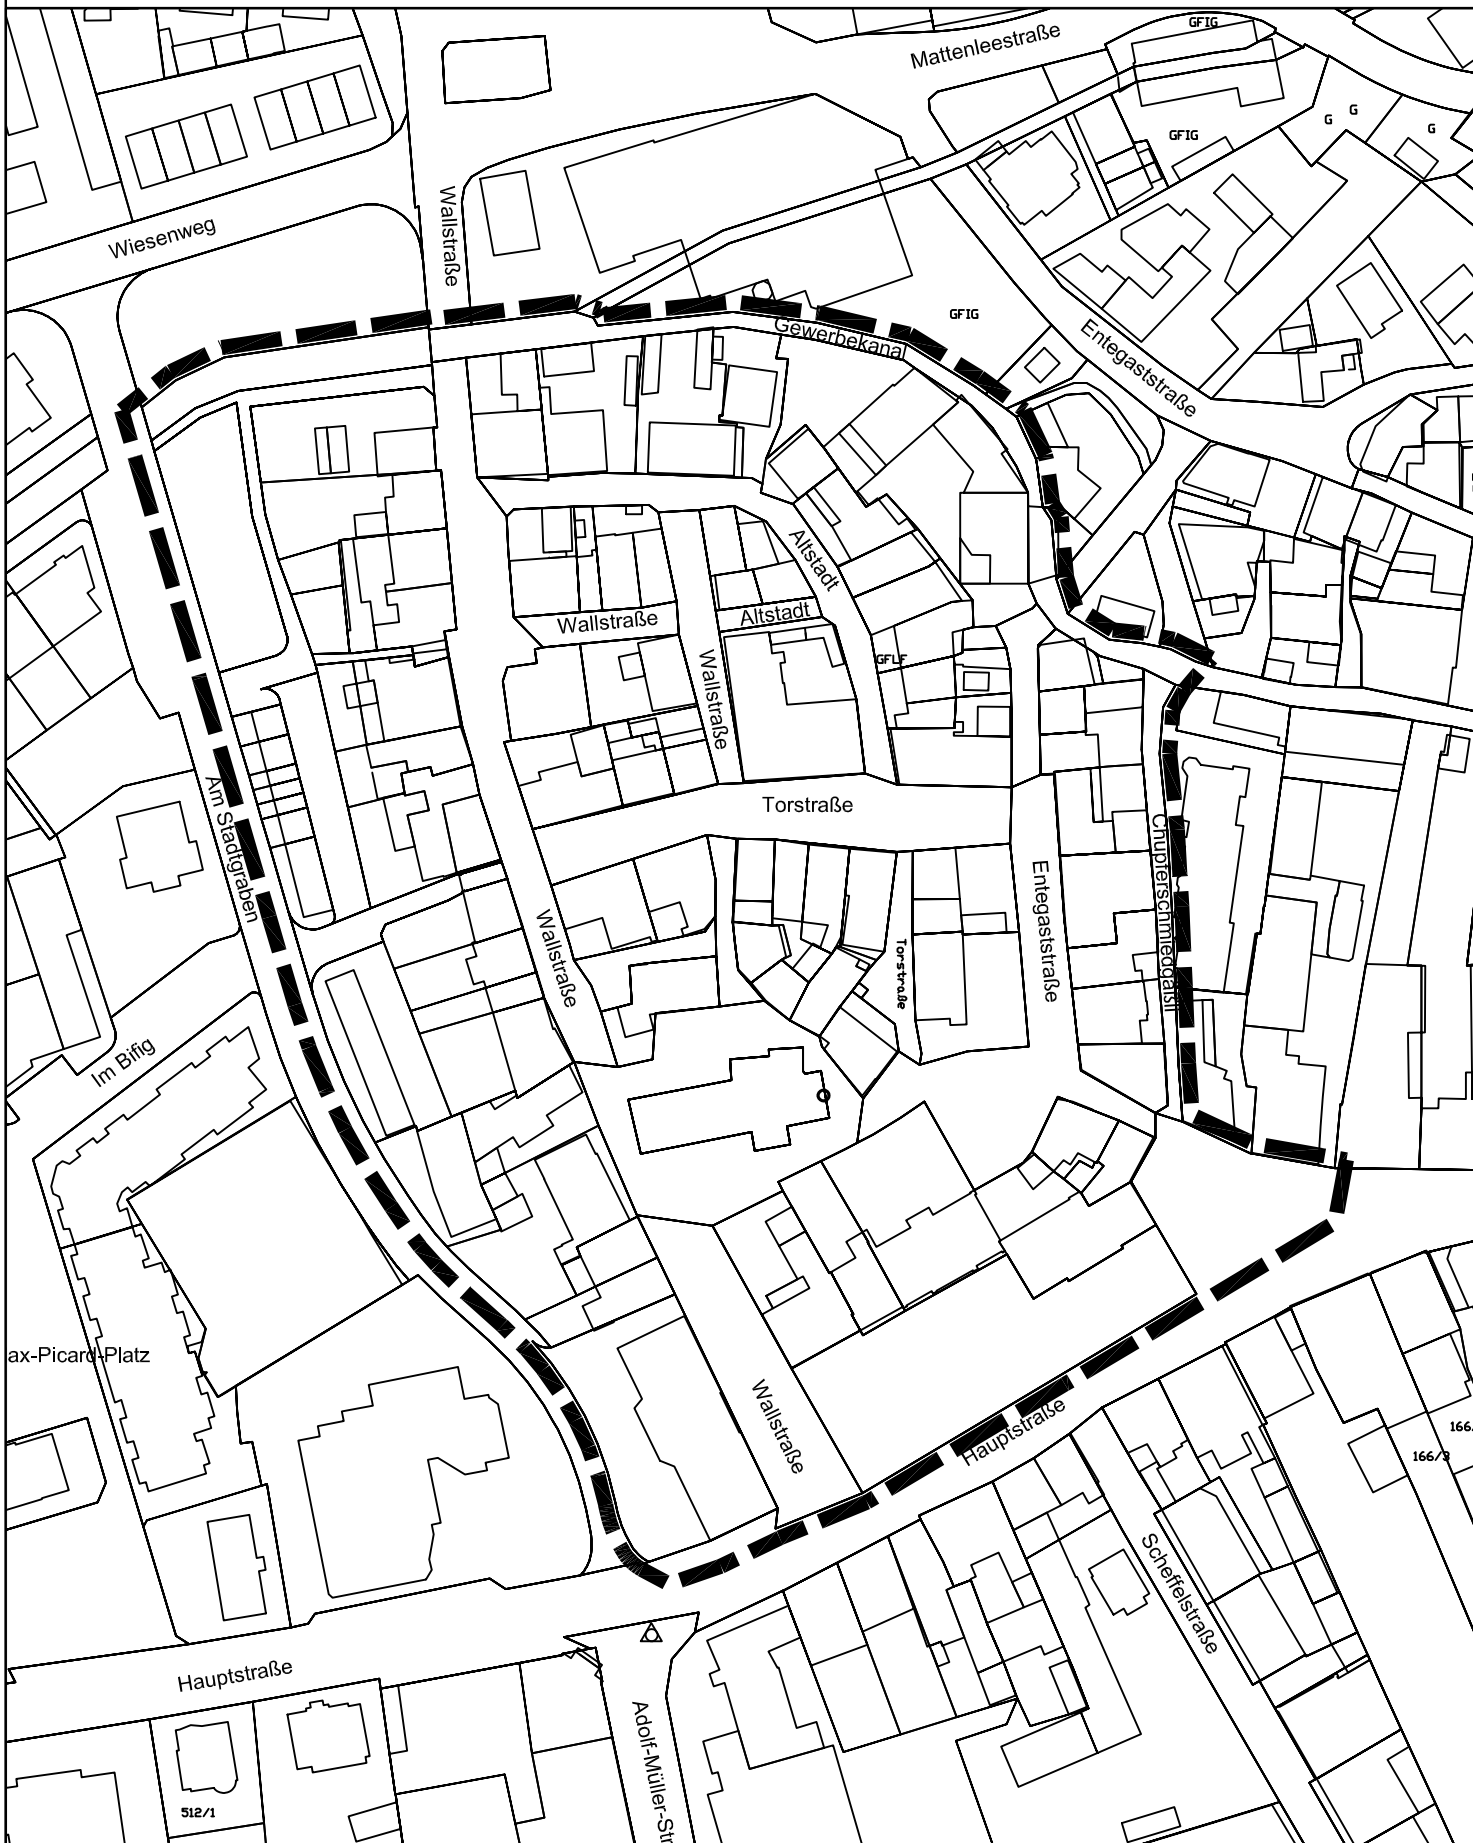 GFIG
Mattenleestraße
G
G
G
GFIG
Wallstraße
Wiesenweg
GFIG
Gewerbekanal
Entegaststraße
Altstadt
Altstadt
Wallstraße
GFLF
Wallstraße
Torstraße
Am Stadtgraben
Chupferschmiedgäßli
Entegaststraße
Wallstraße
Torstraße
Im Bifig
ax-Picard-Platz
Wallstraße
Hauptstraße
166
166/3
Scheffelstraße
Hauptstraße
Adolf-Müller-Str
512/1